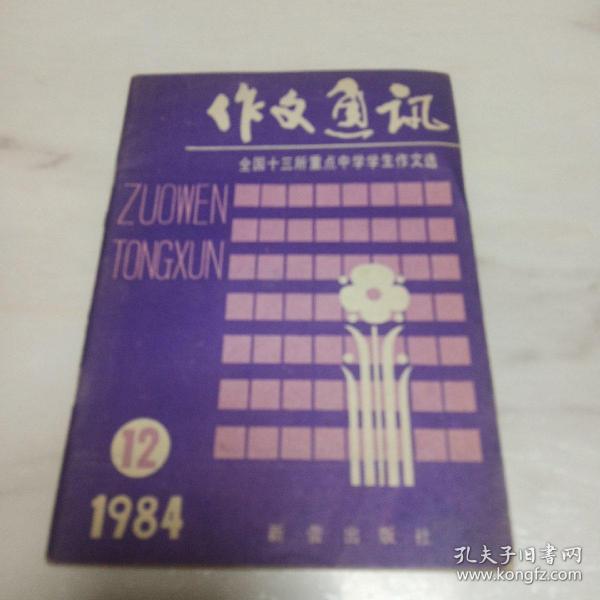 作文通讯
全国十三所重点中学学生作文选
ZUOWEN
TONGXUN
12
1984
新蕾出版社
孔夫子旧书网
www.kongfz.com